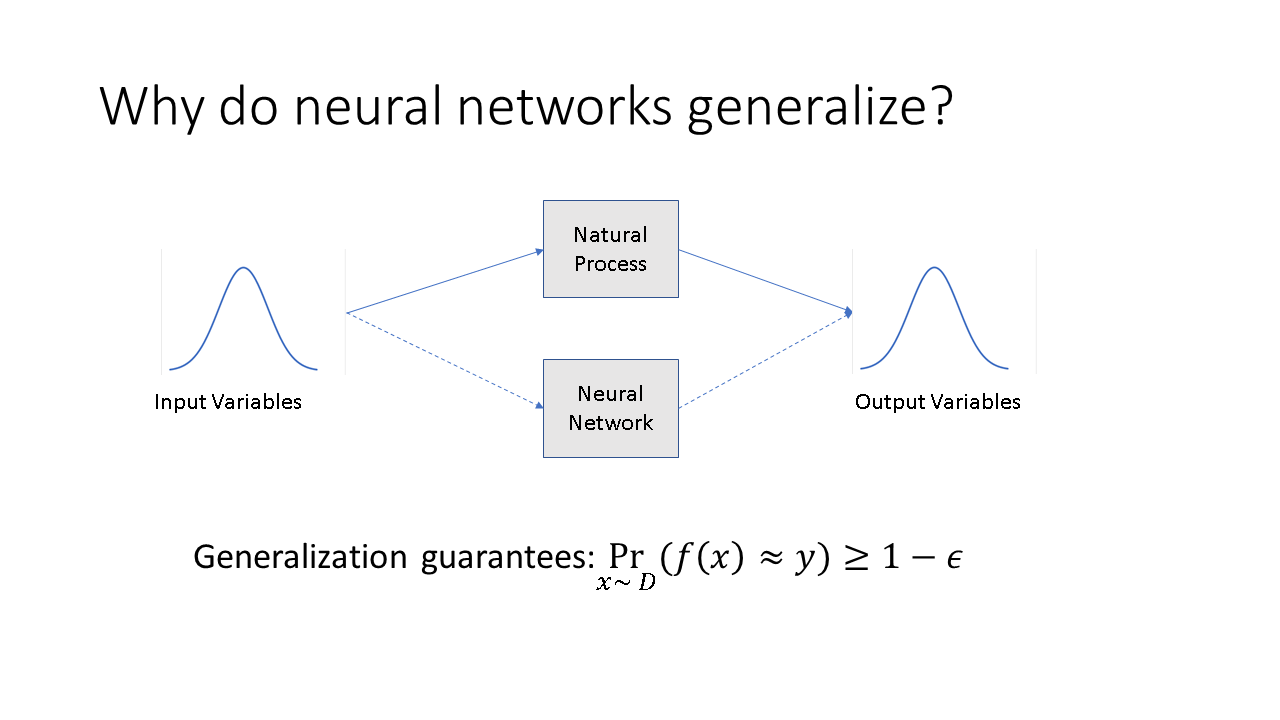 Why do neural networks generalize?
Natural
Process
Neural
Network
Input Variables
Output Variables
Generalization guarantees: Pr (𝑓(𝑥) ≈ 𝑦) ≥ 1 − 𝜖
𝑥~ 𝐷